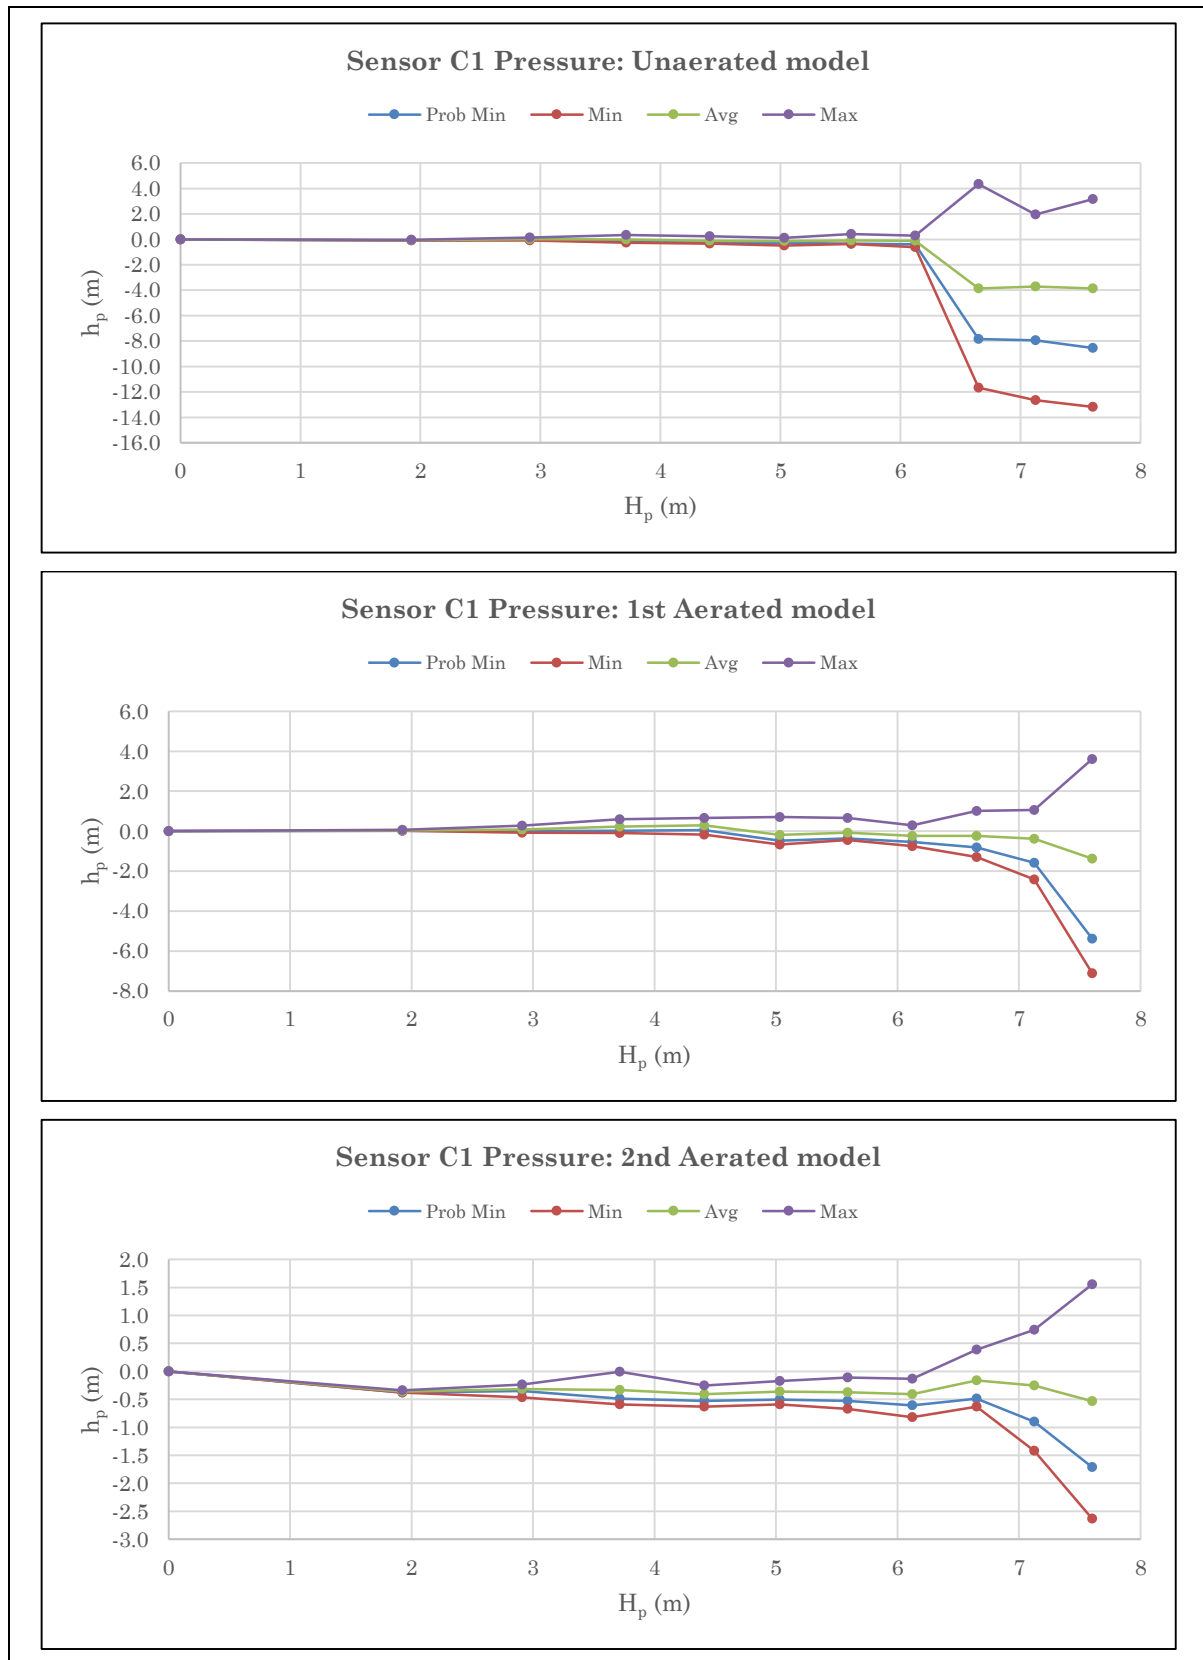 Sensor C1 Pressure: Unaerated model
Prob Min Min Avg Max
6.0
4.0
2.0
0.0
-2.0
-4.0
-6.0
-8.0
-10.0
-12.0
-14.0
-16.0
h_p (m)
0 1 2 3 4 5 6 7 8
H_p (m)
Sensor C1 Pressure: 1st Aerated model
Prob Min Min Avg Max
6.0
4.0
2.0
0.0
-2.0
-4.0
-6.0
-8.0
h_p (m)
0 1 2 3 4 5 6 7 8
H_p (m)
Sensor C1 Pressure: 2nd Aerated model
Prob Min Min Avg Max
2.0
1.5
1.0
0.5
0.0
-0.5
-1.0
-1.5
-2.0
-2.5
-3.0
h_p (m)
0 1 2 3 4 5 6 7 8
H_p (m)